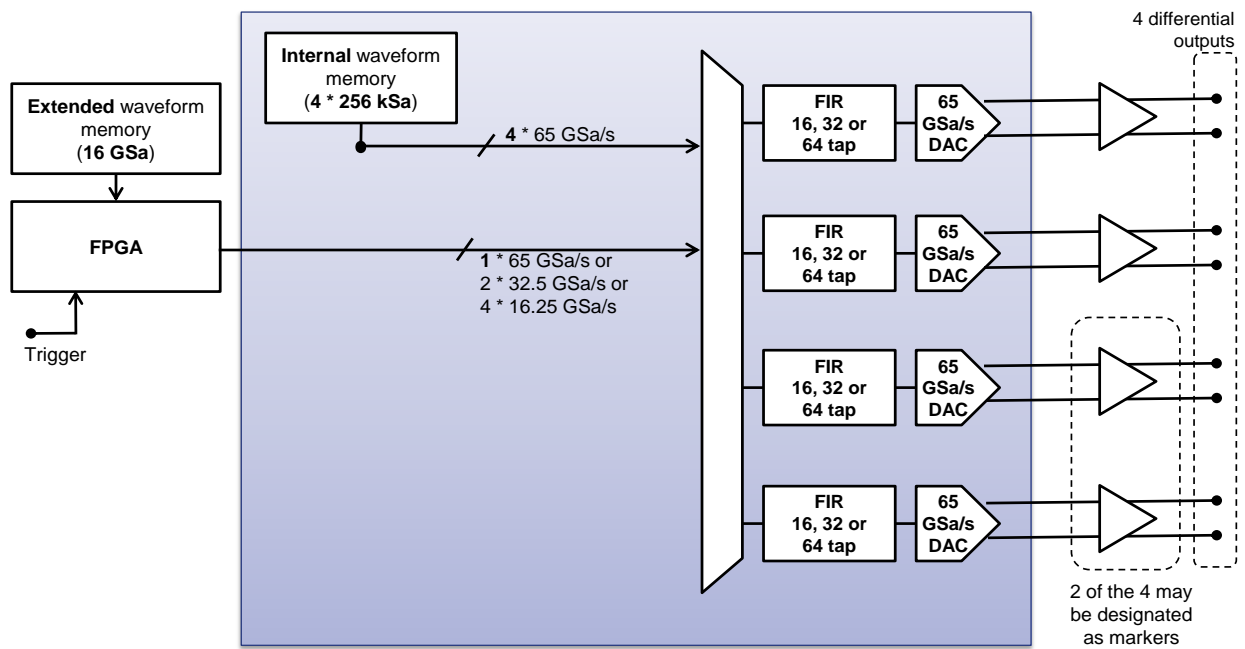 4 differential
outputs
Internal waveform
memory
(4 * 256 kSa)
Extended waveform
memory
(16 GSa)
4 * 65 GSa/s
FPGA
1 * 65 GSa/s or
2 * 32.5 GSa/s or
4 * 16.25 GSa/s
Trigger
FIR
16, 32 or
64 tap
65
GSa/s
DAC
FIR
16, 32 or
64 tap
65
GSa/s
DAC
FIR
16, 32 or
64 tap
65
GSa/s
DAC
FIR
16, 32 or
64 tap
65
GSa/s
DAC
2 of the 4 may
be designated
as markers